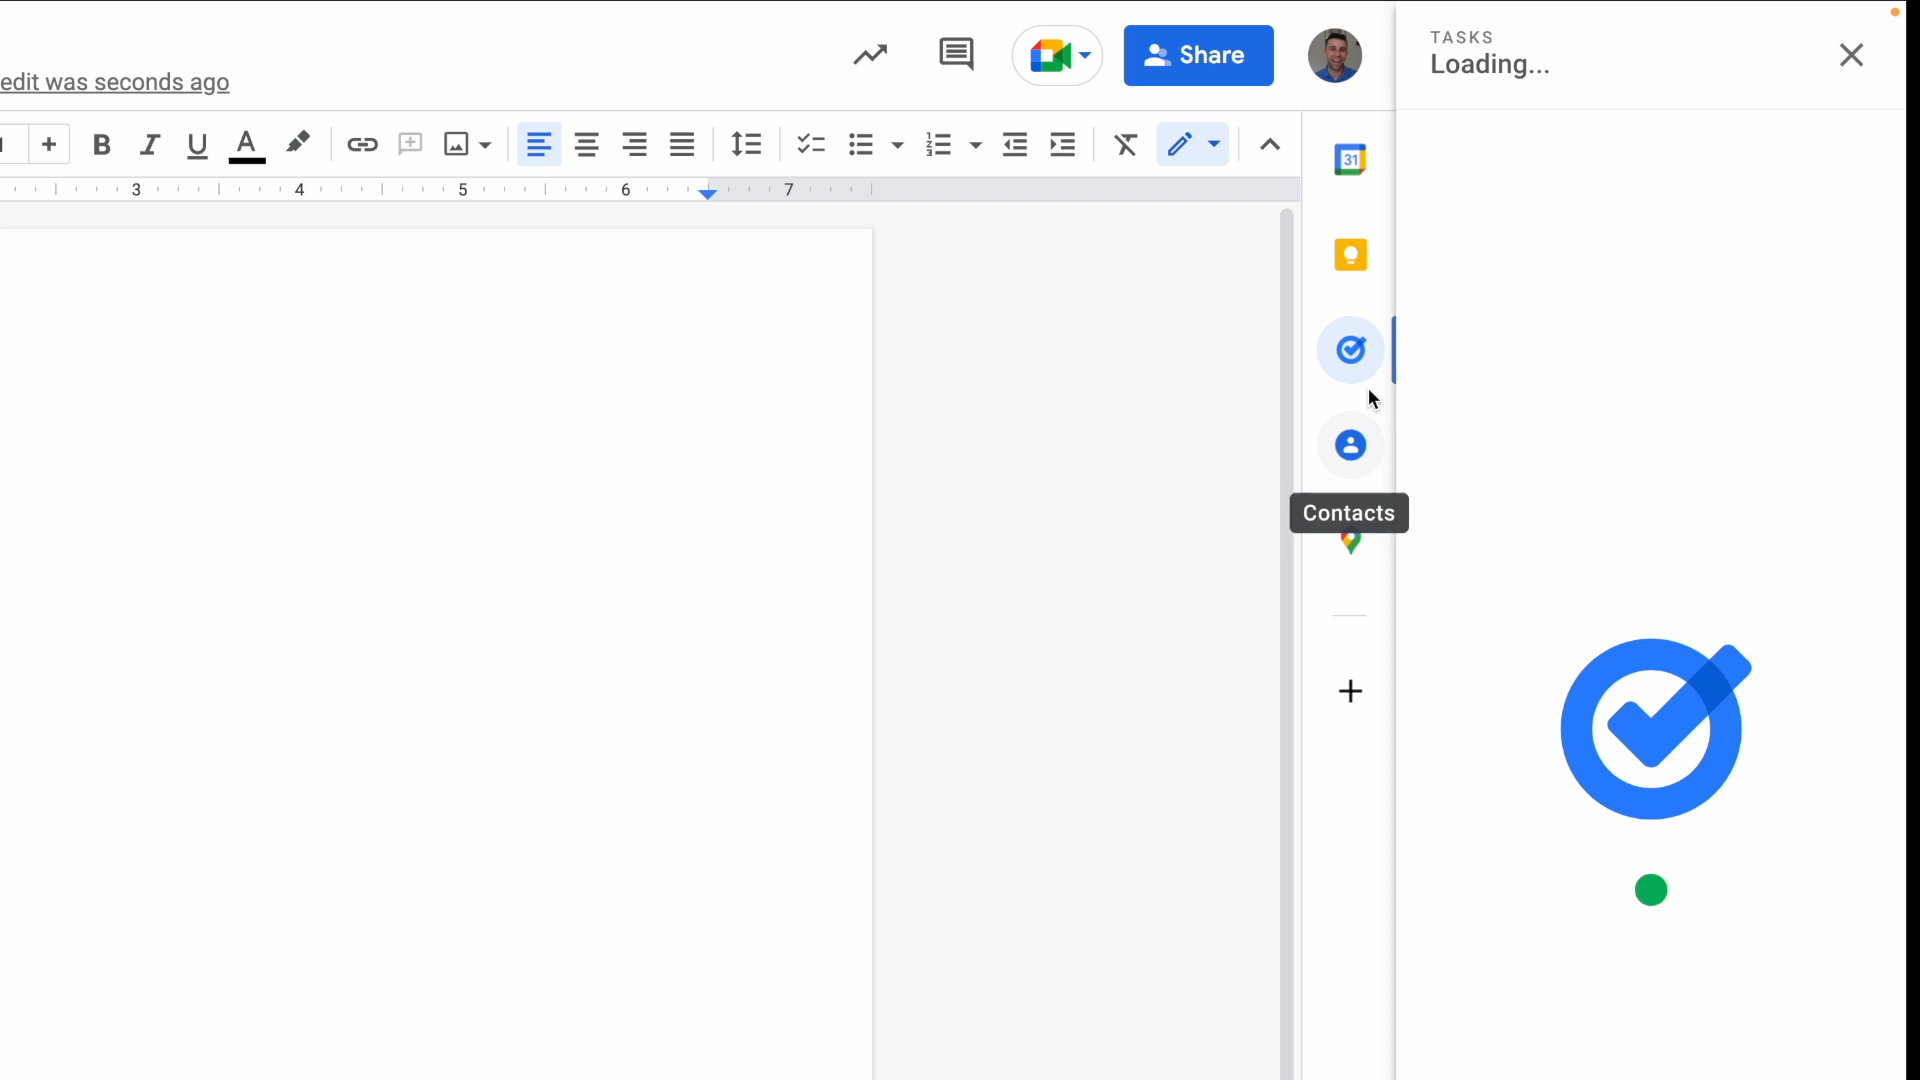 TASKS
Loading...
Share
edit was seconds ago
3 4 5 6 7
31
Contacts